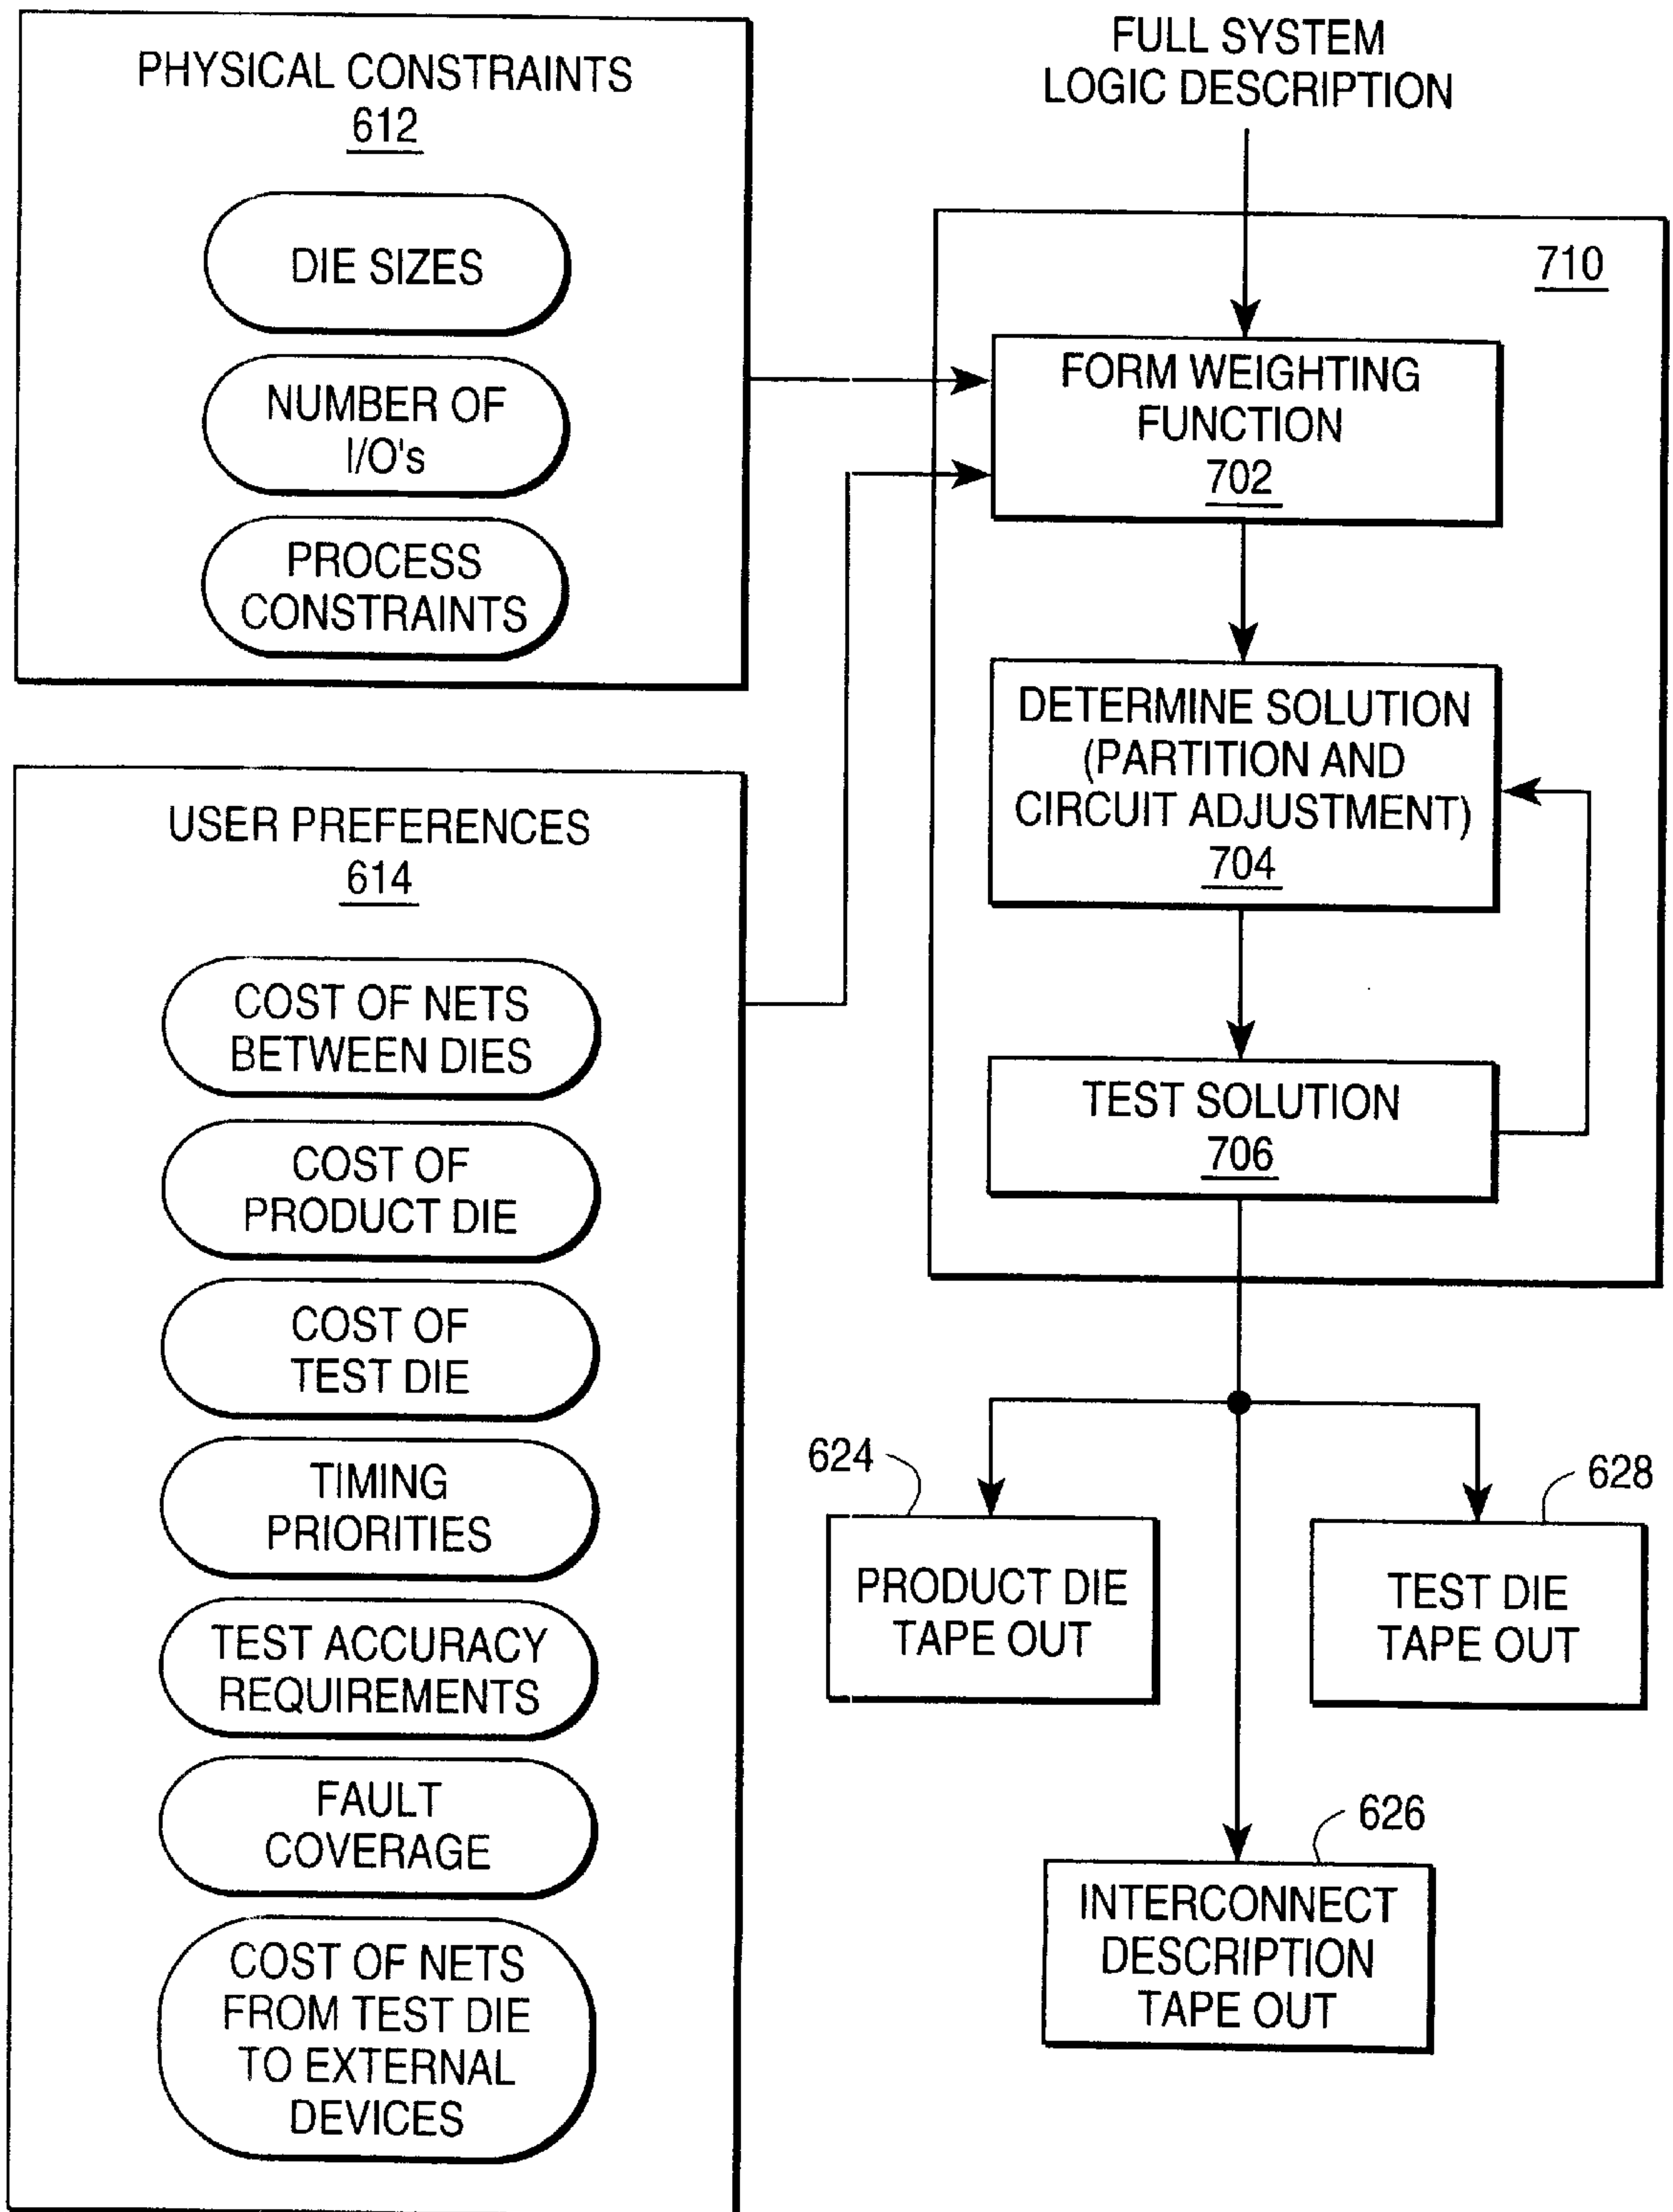 PHYSICAL CONSTRAINTS
612
DIE SIZES
NUMBER OF
I/O's
PROCESS
CONSTRAINTS
USER PREFERENCES
614
COST OF NETS
BETWEEN DIES
COST OF
PRODUCT DIE
COST OF
TEST DIE
TIMING
PRIORITIES
TEST ACCURACY
REQUIREMENTS
FAULT
COVERAGE
COST OF NETS
FROM TEST DIE
TO EXTERNAL
DEVICES
FULL SYSTEM
LOGIC DESCRIPTION
710
FORM WEIGHTING
FUNCTION
702
DETERMINE SOLUTION
(PARTITION AND
CIRCUIT ADJUSTMENT)
704
TEST SOLUTION
706
624
PRODUCT DIE
TAPE OUT
628
TEST DIE
TAPE OUT
626
INTERCONNECT
DESCRIPTION
TAPE OUT